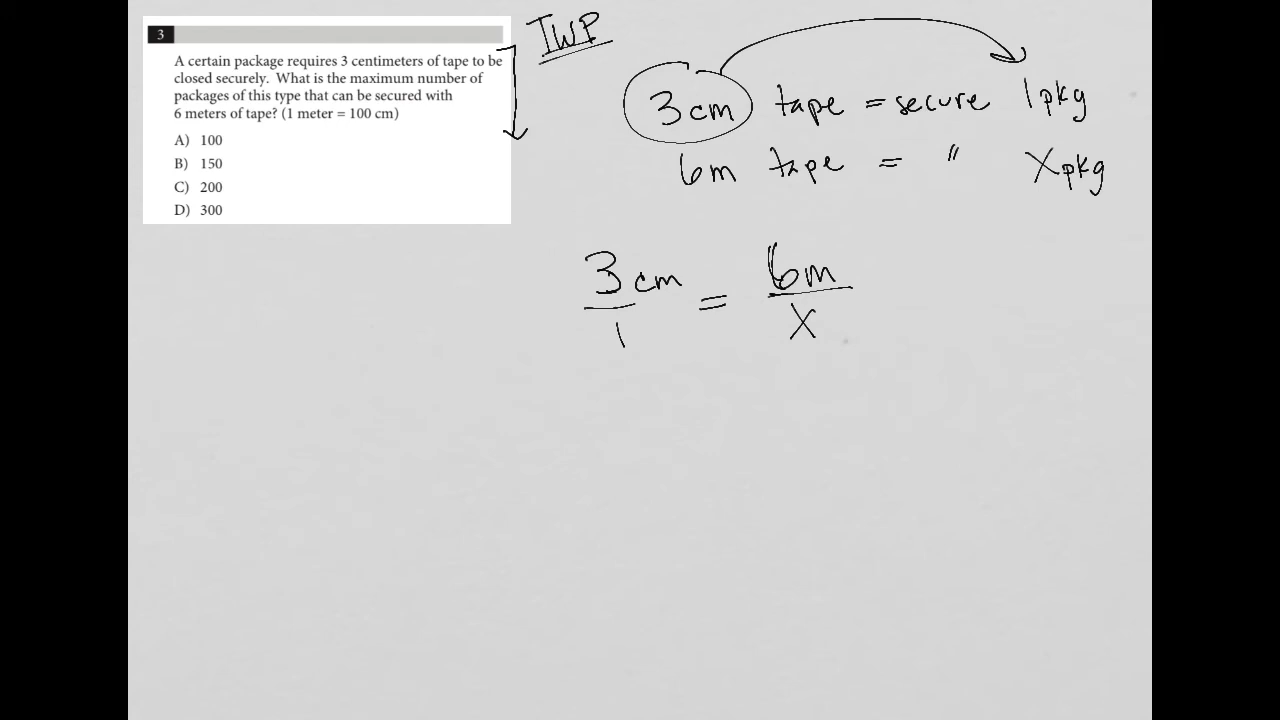 3
A certain package requires 3 centimeters of tape to be
closed securely. What is the maximum number of
packages of this type that can be secured with
6 meters of tape? (1 meter = 100 cm)
A) 100
B) 150
C) 200
D) 300
IWP
3cm tape = secure 1pkg
6m tape = " Xpkg
3cm = 6m
1 X